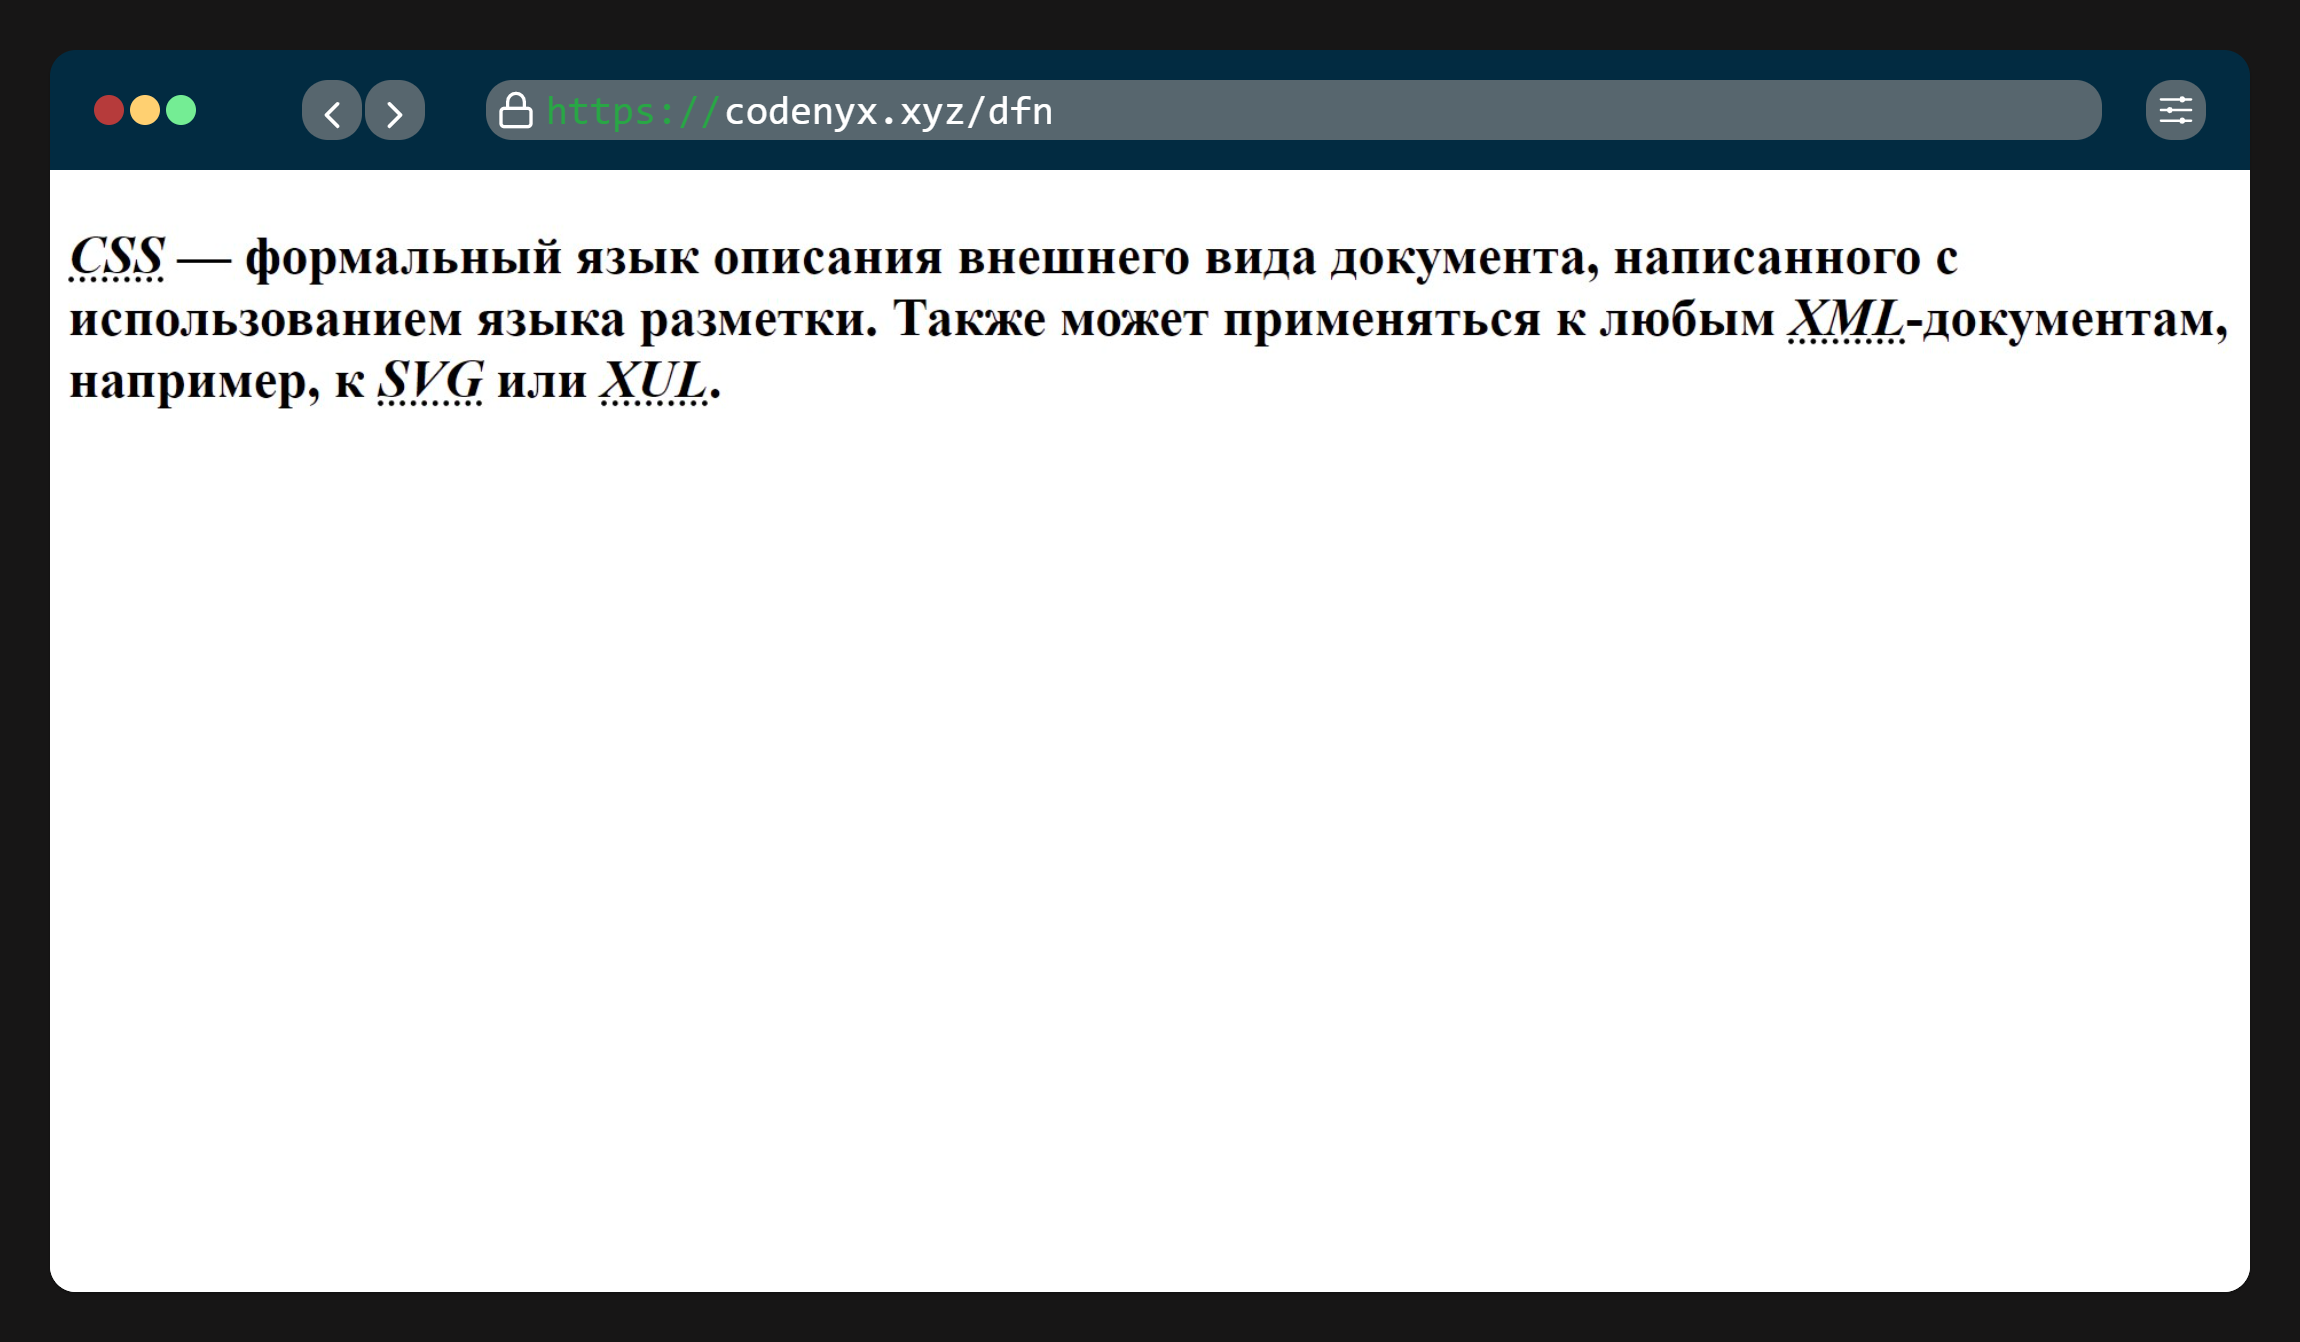 https://codenyx.xyz/dfn
CSS — формальный язык описания внешнего вида документа, написанного с
использованием языка разметки. Также может применяться к любым XML-документам,
например, к SVG или XUL.